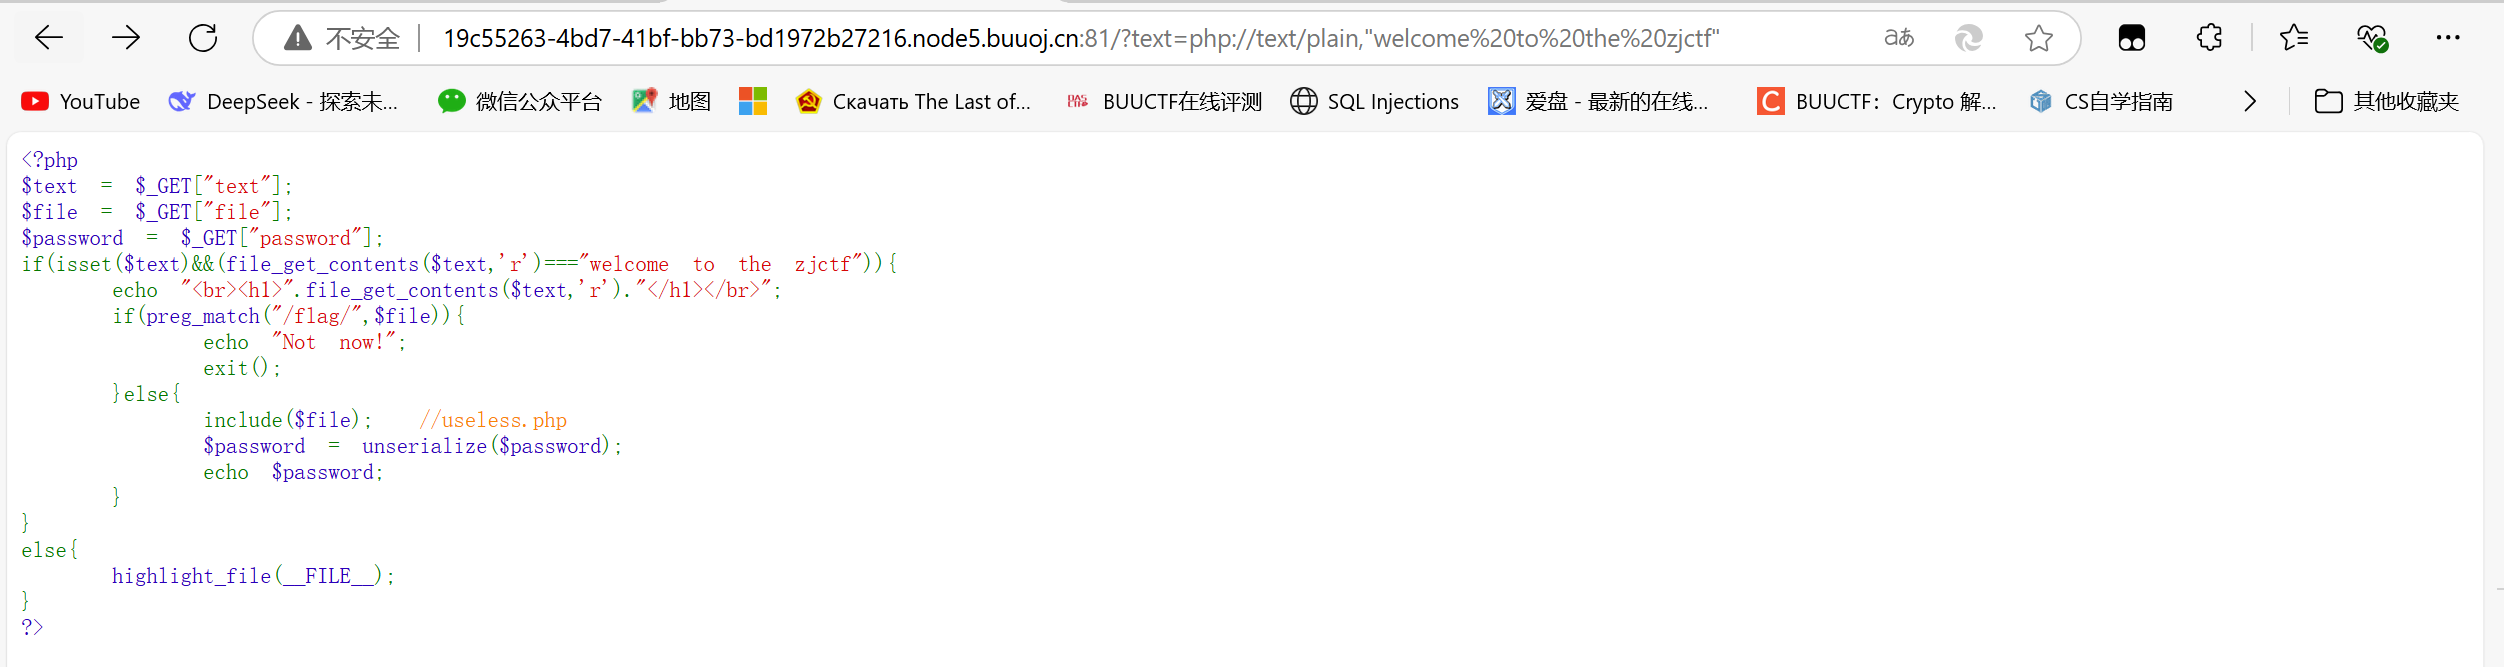 不安全 19c55263-4bd7-41bf-bb73-bd1972b27216.node5.buuoj.cn:81/?text=php://text/plain,"welcome%20to%20the%20zjctf" aあ
YouTube DeepSeek - 探索未... 微信公众平台 地图 Скачать The Last of... BUUCTF在线评测 SQL Injections 爱盘 - 最新的在线... C BUUCTF：Crypto 解... CS自学指南 其他收藏夹
<?php
$text = $_GET["text"];
$file = $_GET["file"];
$password = $_GET["password"];
if(isset($text)&&(file_get_contents($text,'r')==="welcome to the zjctf")){
echo "<br><h1>".file_get_contents($text,'r')."</h1></br>";
if(preg_match("/flag/",$file)){
echo "Not now!";
exit();
}else{
include($file); //useless.php
$password = unserialize($password);
echo $password;
}
}
else{
highlight_file(__FILE__);
}
?>